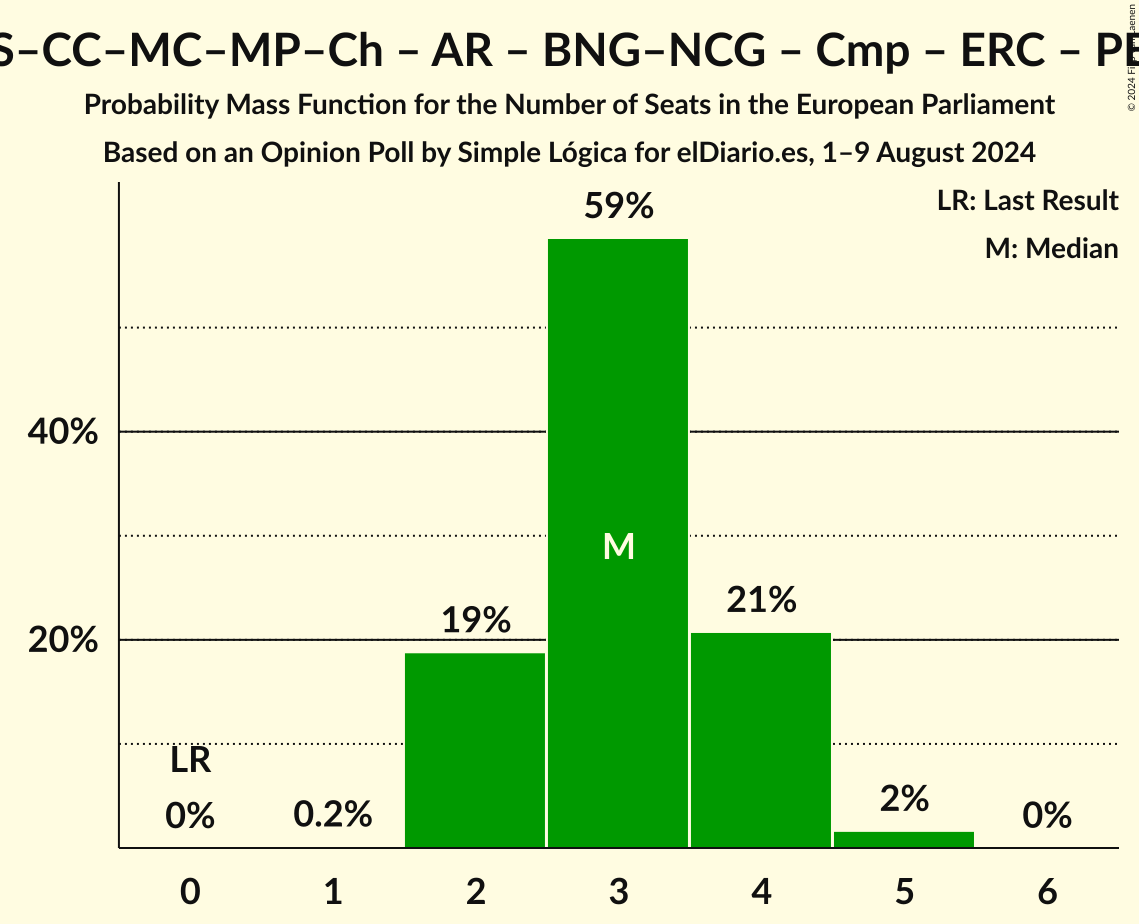 S–CC–MC–MP–Ch – AR – BNG–NCG – Cmp – ERC – PE
Probability Mass Function for the Number of Seats in the European Parliament
Based on an Opinion Poll by Simple Lógica for elDiario.es, 1–9 August 2024
© 2024
LR: Last Result
M: Median
59%
40%
M
21%
19%
20%
LR
2%
0%
0.2%
0%
0 1 2 3 4 5 6